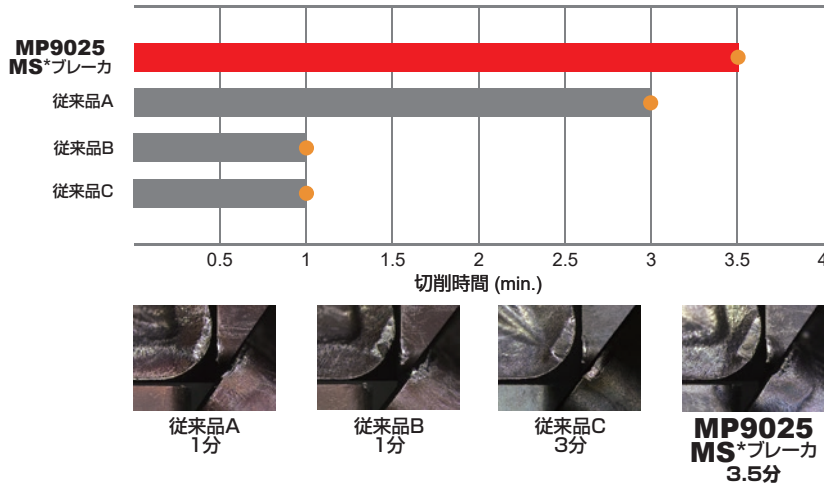 MP9025
MS*ブレーカ
従来品A
従来品B
従来品C
0.5 1 1.5 2 2.5 3 3.5 4
切削時間 (min.)
従来品A
1分
従来品B
1分
従来品C
3分
MP9025
MS*ブレーカ
3.5分